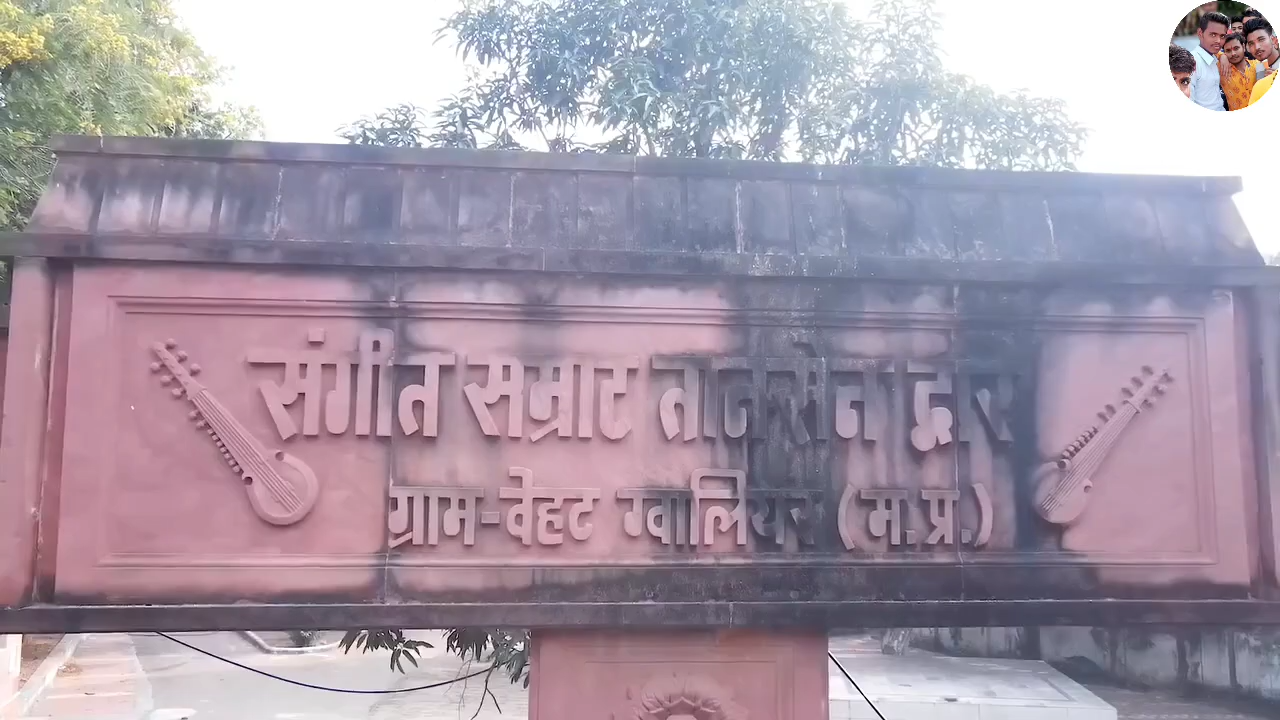 संगीत सम्राट तानसेन द्वार
ग्राम-वेहट ग्वालियर (म.प्र.)